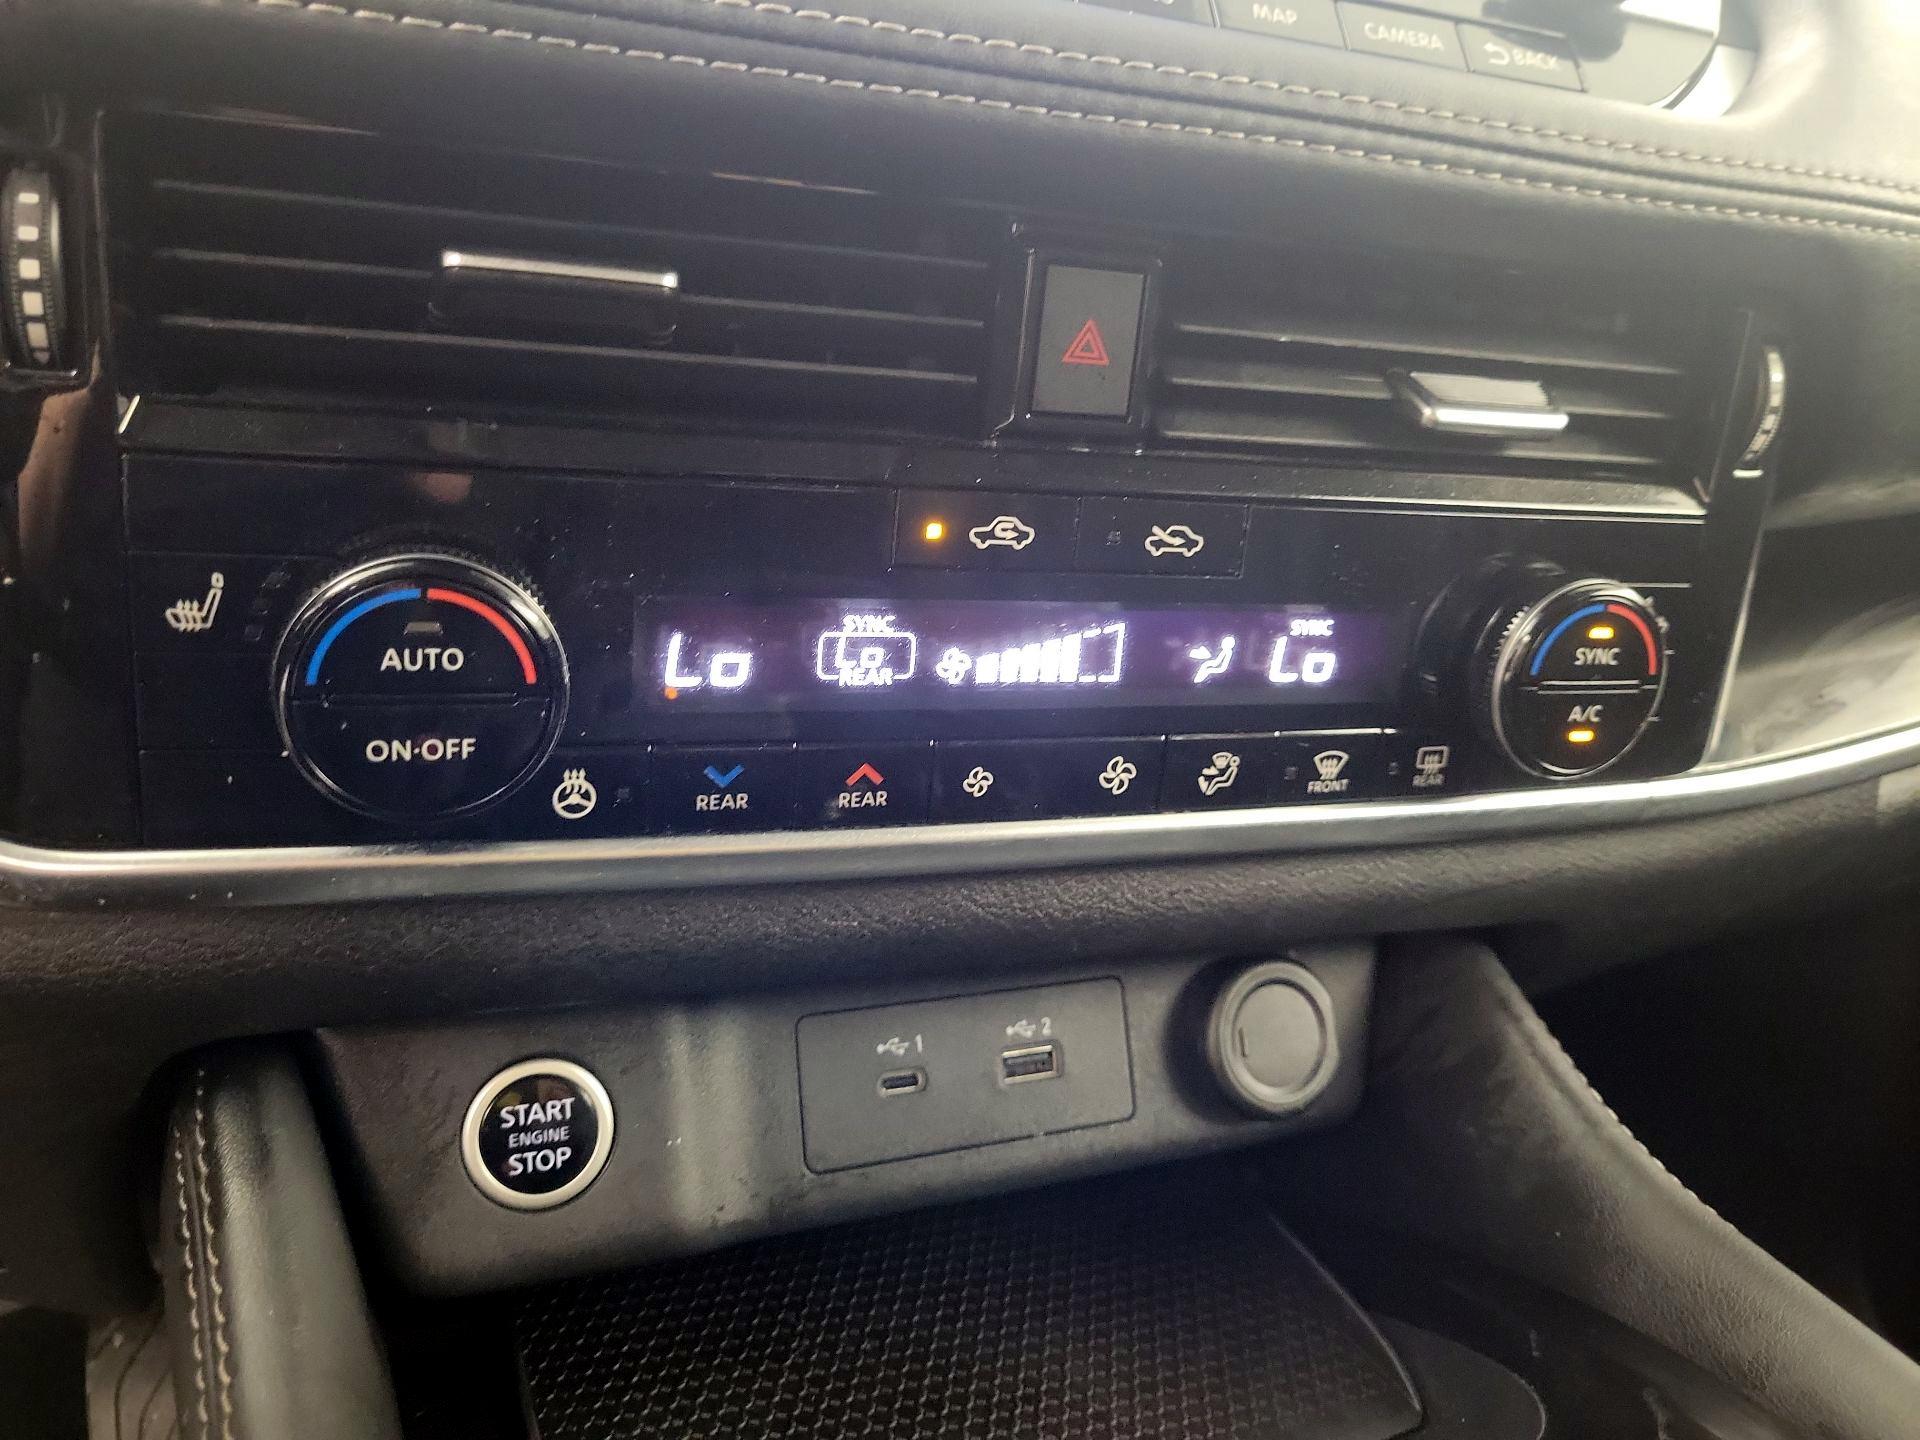 MAP
CAMERA
BACK
AUTO
ON·OFF
Lo
SYNC
Lo
REAR
SYNC
Lo
SYNC
A/C
REAR
REAR
FRONT
REAR
1
2
START
ENGINE
STOP